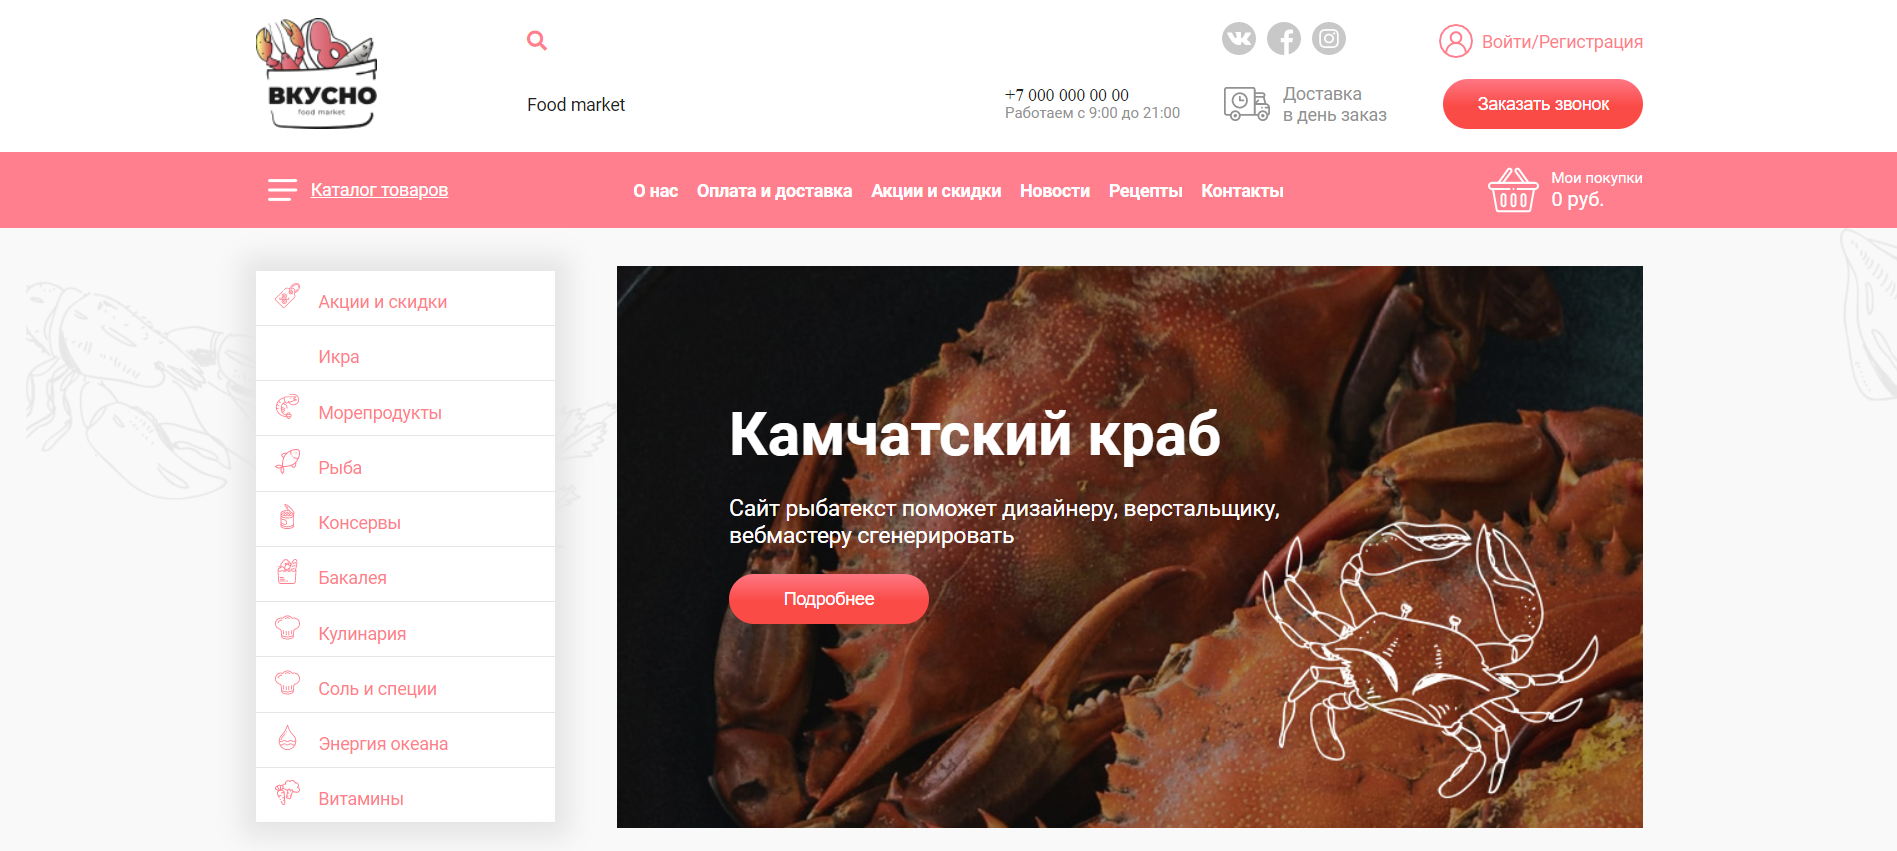 ВКУСНО
food market
Food market
+7 000 000 00 00
Работаем с 9:00 до 21:00
Доставка
в день заказ
Войти/Регистрация
Заказать звонок
Каталог товаров
О нас
Оплата и доставка
Акции и скидки
Новости
Рецепты
Контакты
Мои покупки
0 руб.
Акции и скидки
Икра
Морепродукты
Рыба
Консервы
Бакалея
Кулинария
Соль и специи
Энергия океана
Витамины
Камчатский краб
Сайт рыбатекст поможет дизайнеру, верстальщику,
вебмастеру сгенерировать
Подробнее